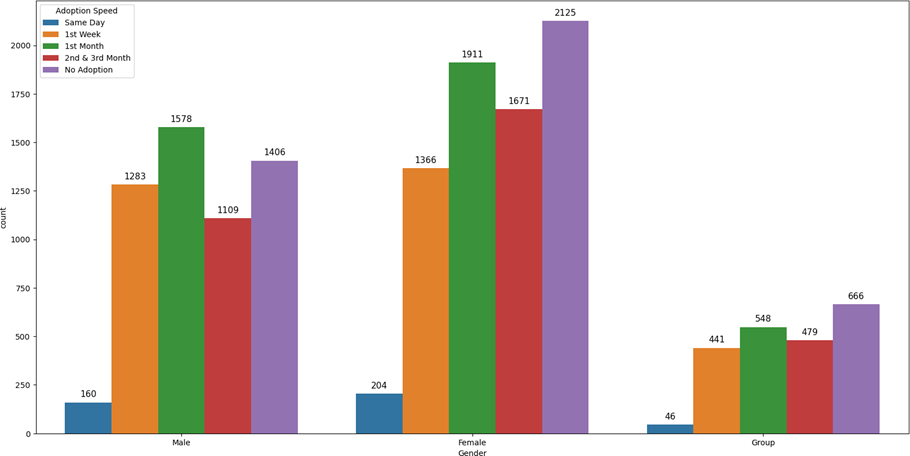 Adoption Speed
Same Day
1st Week
1st Month
2nd & 3rd Month
No Adoption
count
2000
1750
1500
1250
1000
750
500
250
0
160
1283
1578
1109
1406
204
1366
1911
1671
2125
46
441
548
479
666
Male
Female
Group
Gender